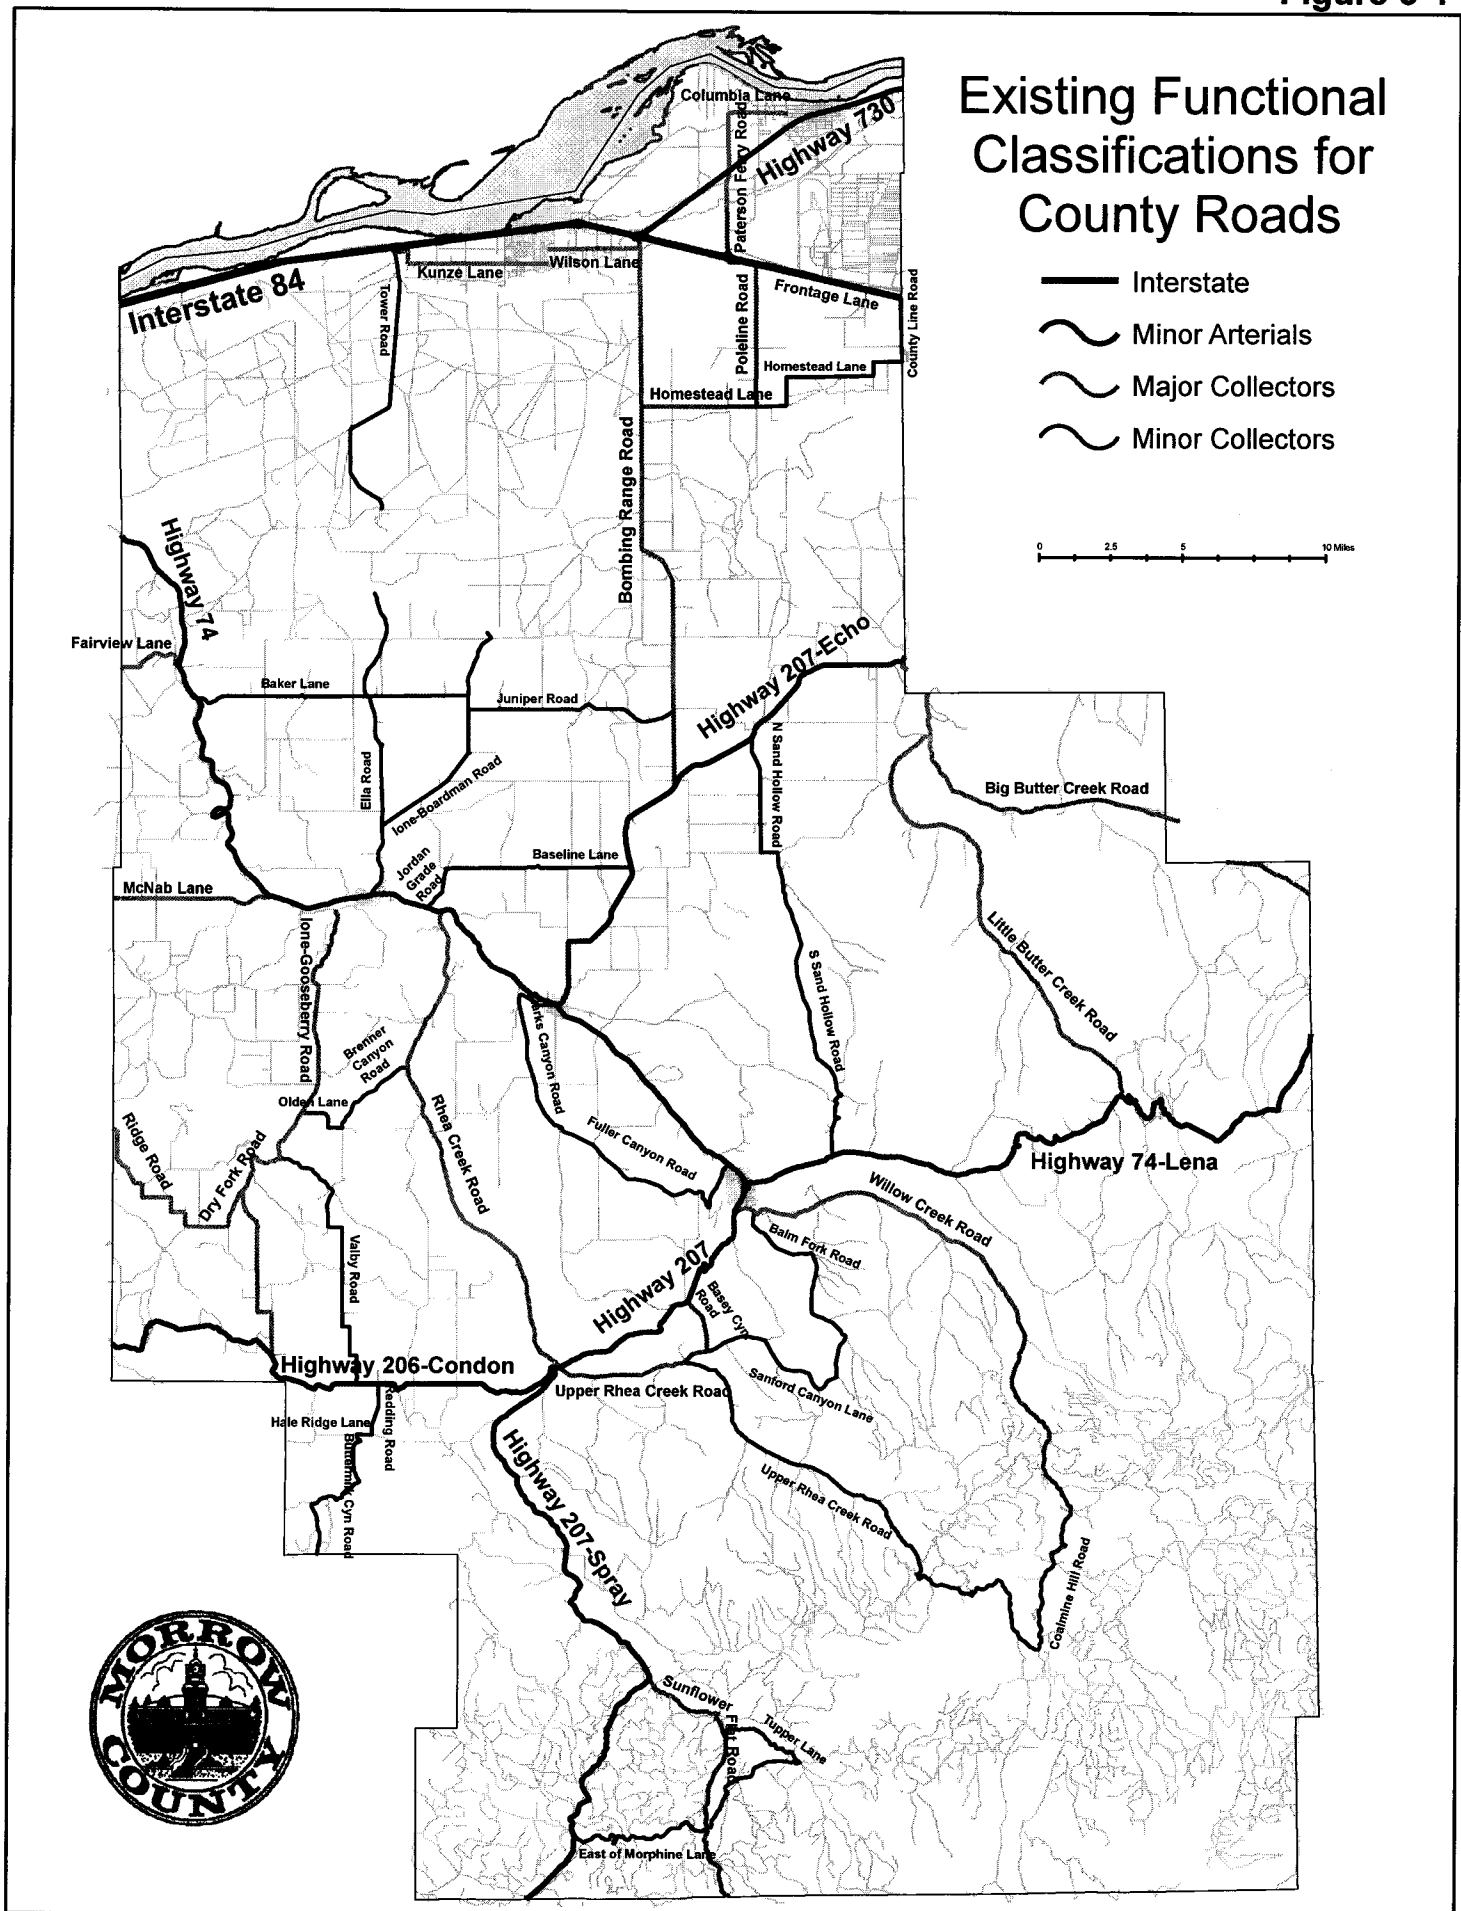 Existing Functional
Classifications for
County Roads
Interstate
Minor Arterials
Major Collectors
Minor Collectors
0 2.5 5 10 Miles
Columbia Lane
Highway 730
Paterson Ferry Road
Interstate 84
Kunze Lane
Wilson Lane
Tower Road
Frontage Lane
County Line Road
Poleline Road
Homestead Lane
Homestead Lane
Bombing Range Road
Highway 74
Fairview Lane
Baker Lane
Juniper Road
Highway 207-Echo
N Sand Hollow Road
Ella Road
Ione-Boardman Road
Big Butter Creek Road
Jordan
Grade
Road
Baseline Lane
McNab Lane
Ione-Gooseberry Road
Little Butter Creek Road
S Sand Hollow Road
Brenner
Canyon
Road
Canyon Road
Olden Lane
Rhea Creek Road
Fuller Canyon Road
Ridge Road
Dry Fork Road
Highway 74-Lena
Willow Creek Road
Balm Fork Road
Valby Road
Highway 207
Basey Cyn
Road
Highway 206-Condon
Upper Rhea Creek Road
Sanford Canyon Lane
Hale Ridge Lane
Redding Road
Cyn Road
Highway 207-Spray
Upper Rhea Creek Road
Coalmine Hill Road
Sunflower
Flat Road
Tupper Lane
East of Morphine Lane
MORROW
COUNTY